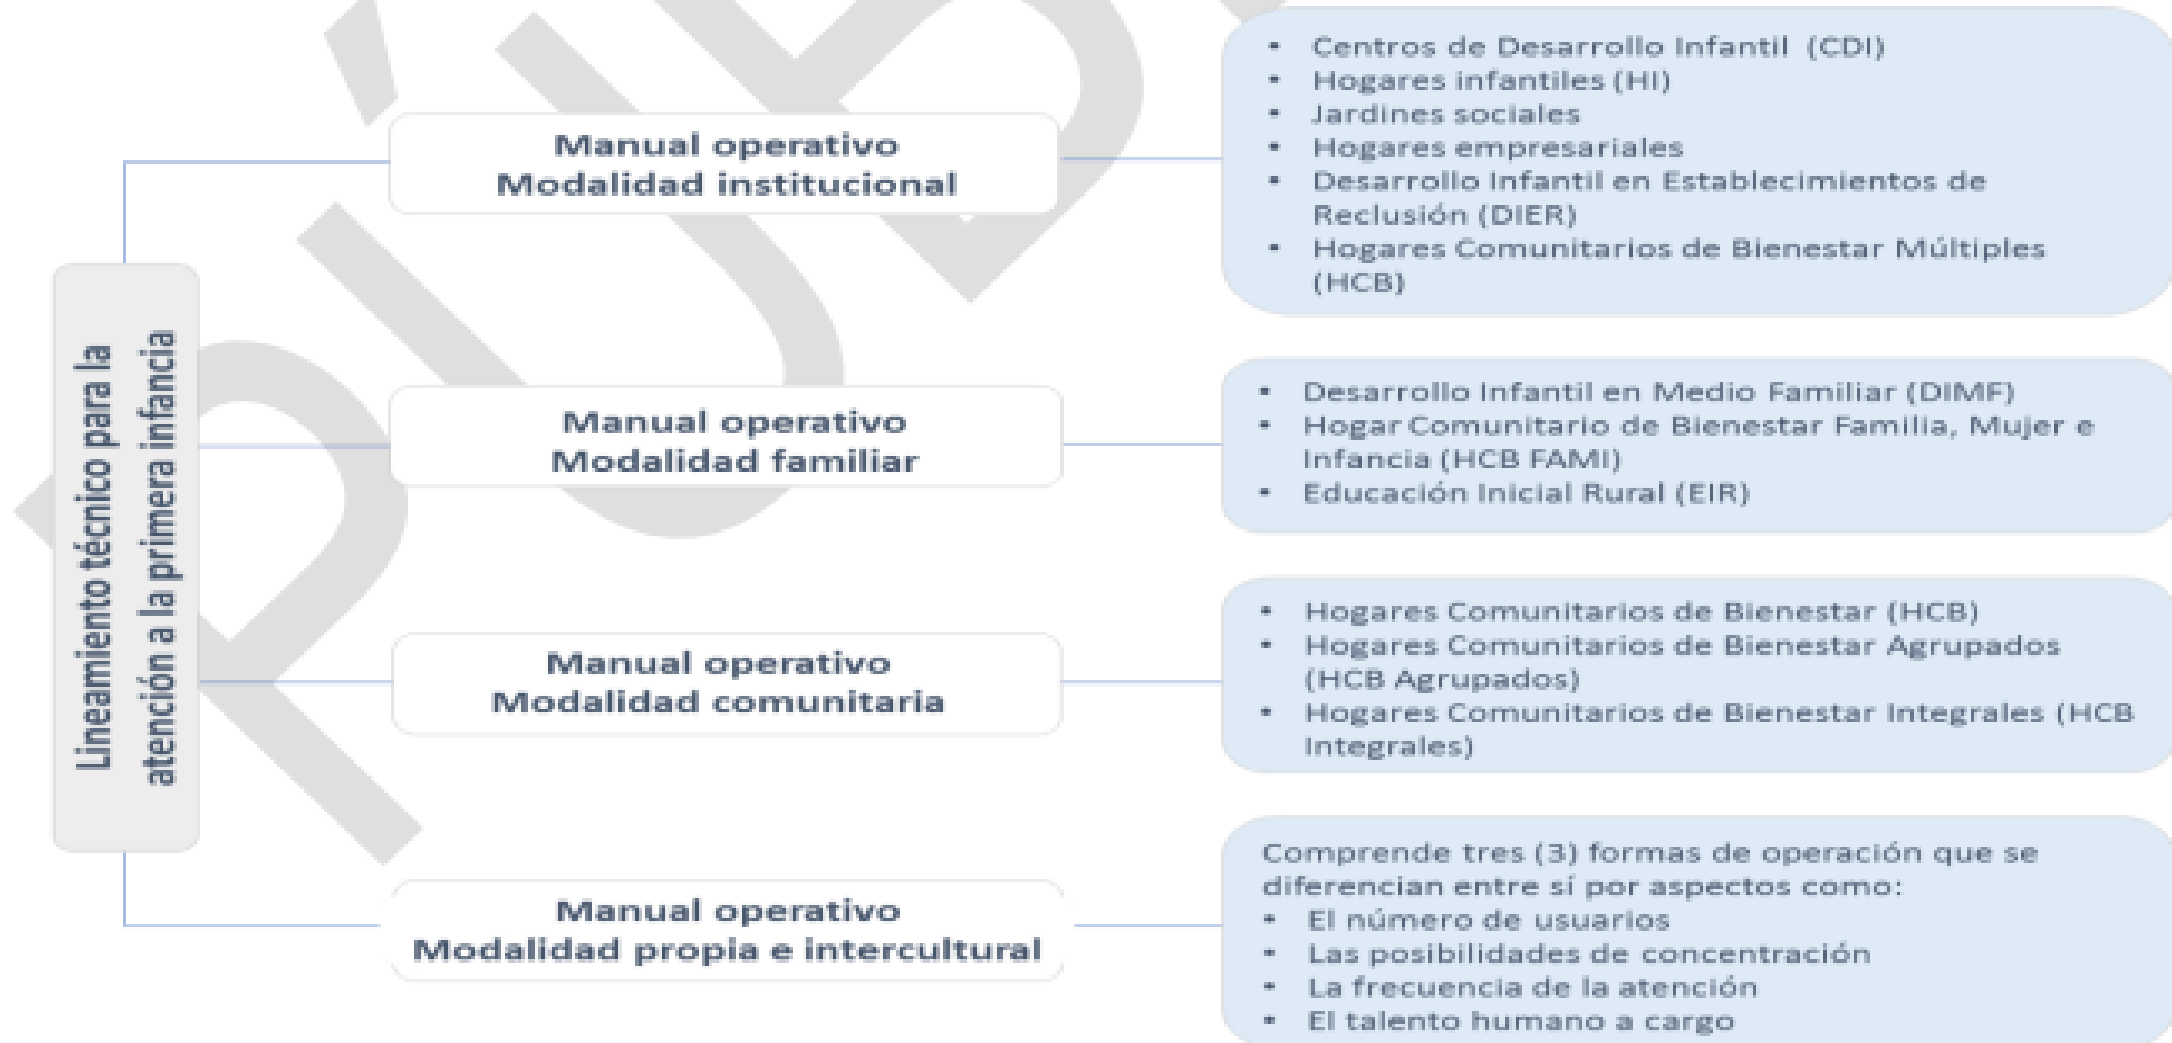 Lineamiento técnico para la
atención a la primera infancia
Manual operativo
Modalidad institucional
• Centros de Desarrollo Infantil (CDI)
• Hogares infantiles (HI)
• Jardines sociales
• Hogares empresariales
• Desarrollo Infantil en Establecimientos de
Reclusión (DIER)
• Hogares Comunitarios de Bienestar Múltiples
(HCB)
Manual operativo
Modalidad familiar
• Desarrollo Infantil en Medio Familiar (DIMF)
• Hogar Comunitario de Bienestar Familia, Mujer e
Infancia (HCB FAMI)
• Educación Inicial Rural (EIR)
Manual operativo
Modalidad comunitaria
• Hogares Comunitarios de Bienestar (HCB)
• Hogares Comunitarios de Bienestar Agrupados
(HCB Agrupados)
• Hogares Comunitarios de Bienestar Integrales (HCB
Integrales)
Manual operativo
Modalidad propia e intercultural
Comprende tres (3) formas de operación que se
diferencian entre sí por aspectos como:
• El número de usuarios
• Las posibilidades de concentración
• La frecuencia de la atención
• El talento humano a cargo